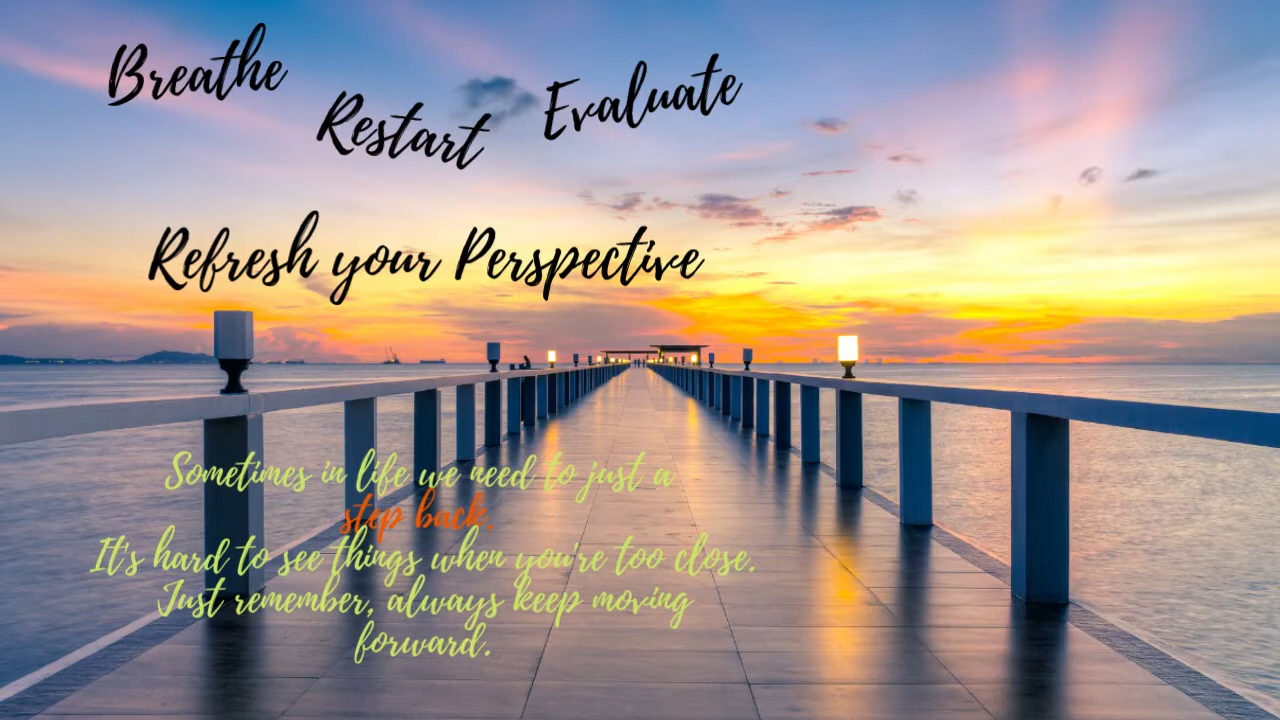 Breathe
Restart
Evaluate
Refresh your Perspective
Sometimes in life we need to just a
step back.
It's hard to see things when you're too close.
Just remember, always keep moving
forward.